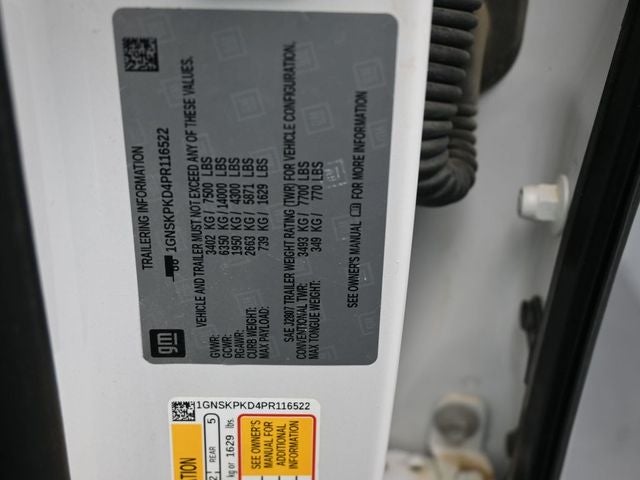 gm
TRAILERING INFORMATION
1GNSKPKD4PR116522
VEHICLE AND TRAILER MUST NOT EXCEED ANY OF THESE VALUES.
GVWR: 3402 KG / 7500 LBS
GCWR: 6350 KG / 14000 LBS
RGAWR: 1950 KG / 4300 LBS
CURB WEIGHT: 2663 KG / 5871 LBS
MAX PAYLOAD: 739 KG / 1629 LBS
SAE J2807 TRAILER WEIGHT RATING (TWR) FOR VEHICLE CONFIGURATION.
CONVENTIONAL TWR: 3493 KG / 7700 LBS
MAX TONGUE WEIGHT: 349 KG / 770 LBS
SEE OWNER'S MANUAL FOR MORE INFORMATION
1GNSKPKD4PR116522
REAR 5
kg or 1629 lbs
SEE OWNER'S
MANUAL FOR
ADDITIONAL
INFORMATION